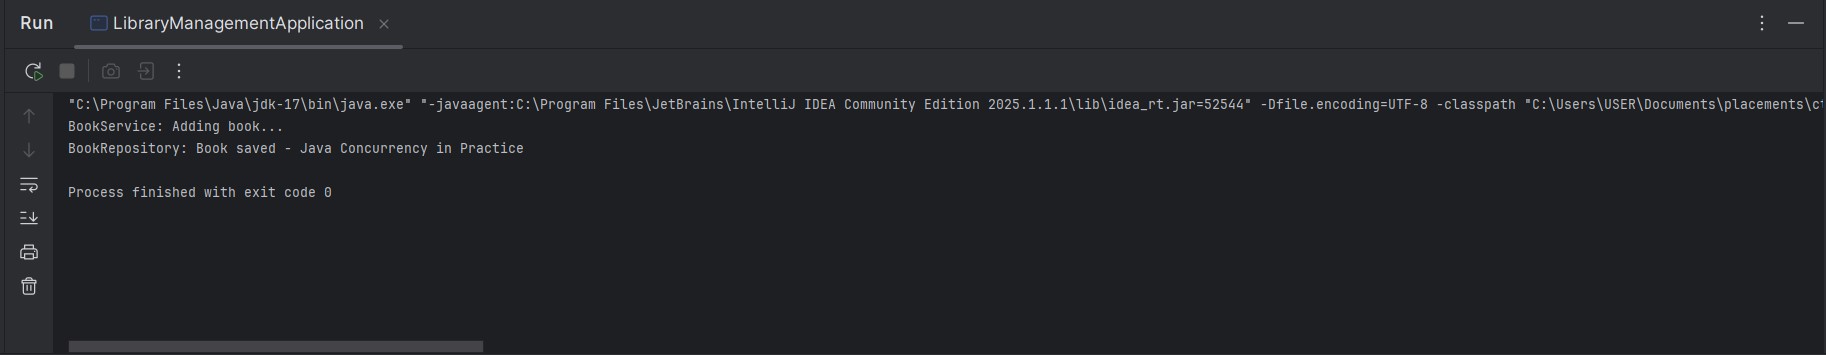 Run
LibraryManagementApplication
"C:\Program Files\Java\jdk-17\bin\java.exe" "-javaagent:C:\Program Files\JetBrains\IntelliJ IDEA Community Edition 2025.1.1.1\lib\idea_rt.jar=52544" -Dfile.encoding=UTF-8 -classpath "C:\Users\USER\Documents\placements\
BookService: Adding book...
BookRepository: Book saved - Java Concurrency in Practice
Process finished with exit code 0